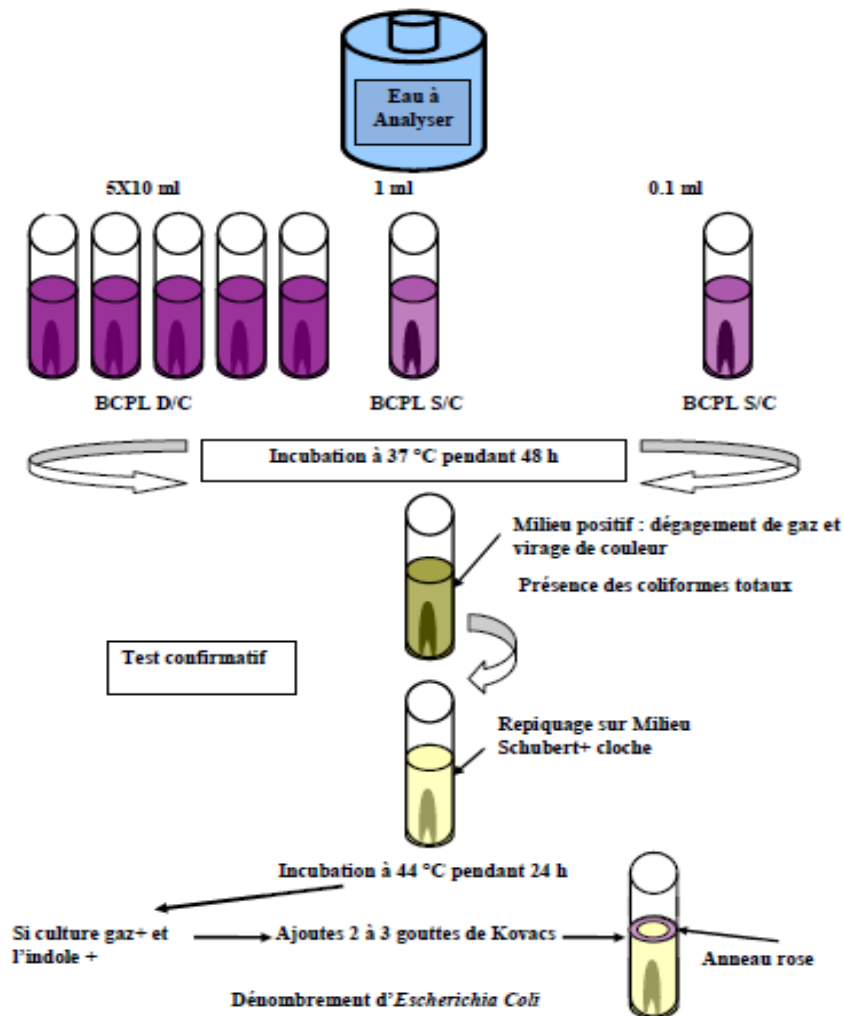 Eau à
Analyser
5X10 ml
1 ml
0.1 ml
BCPL D/C
BCPL S/C
BCPL S/C
Incubation à 37 °C pendant 48 h
Milieu positif : dégagement de gaz et
virage de couleur
Présence des coliformes totaux
Test confirmatif
Repiquage sur Milieu
Schubert+ cloche
Incubation à 44 °C pendant 24 h
Si culture gaz+ et
l'indole +
Ajoutes 2 à 3 gouttes de Kovacs
Anneau rose
Dénombrement d'Escherichia Coli